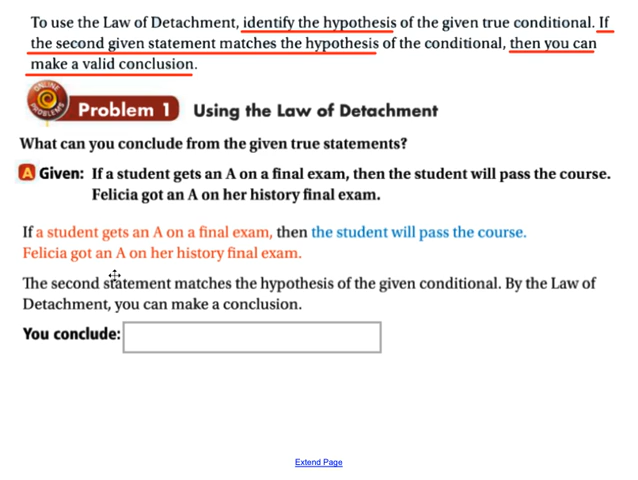 To use the Law of Detachment, identify the hypothesis of the given true conditional. If
the second given statement matches the hypothesis of the conditional, then you can
make a valid conclusion.
ONLINE
PROBLEMS
Problem 1 Using the Law of Detachment
What can you conclude from the given true statements?
A Given: If a student gets an A on a final exam, then the student will pass the course.
Felicia got an A on her history final exam.
If a student gets an A on a final exam, then the student will pass the course.
Felicia got an A on her history final exam.
The second statement matches the hypothesis of the given conditional. By the Law of
Detachment, you can make a conclusion.
You conclude:
Extend Page